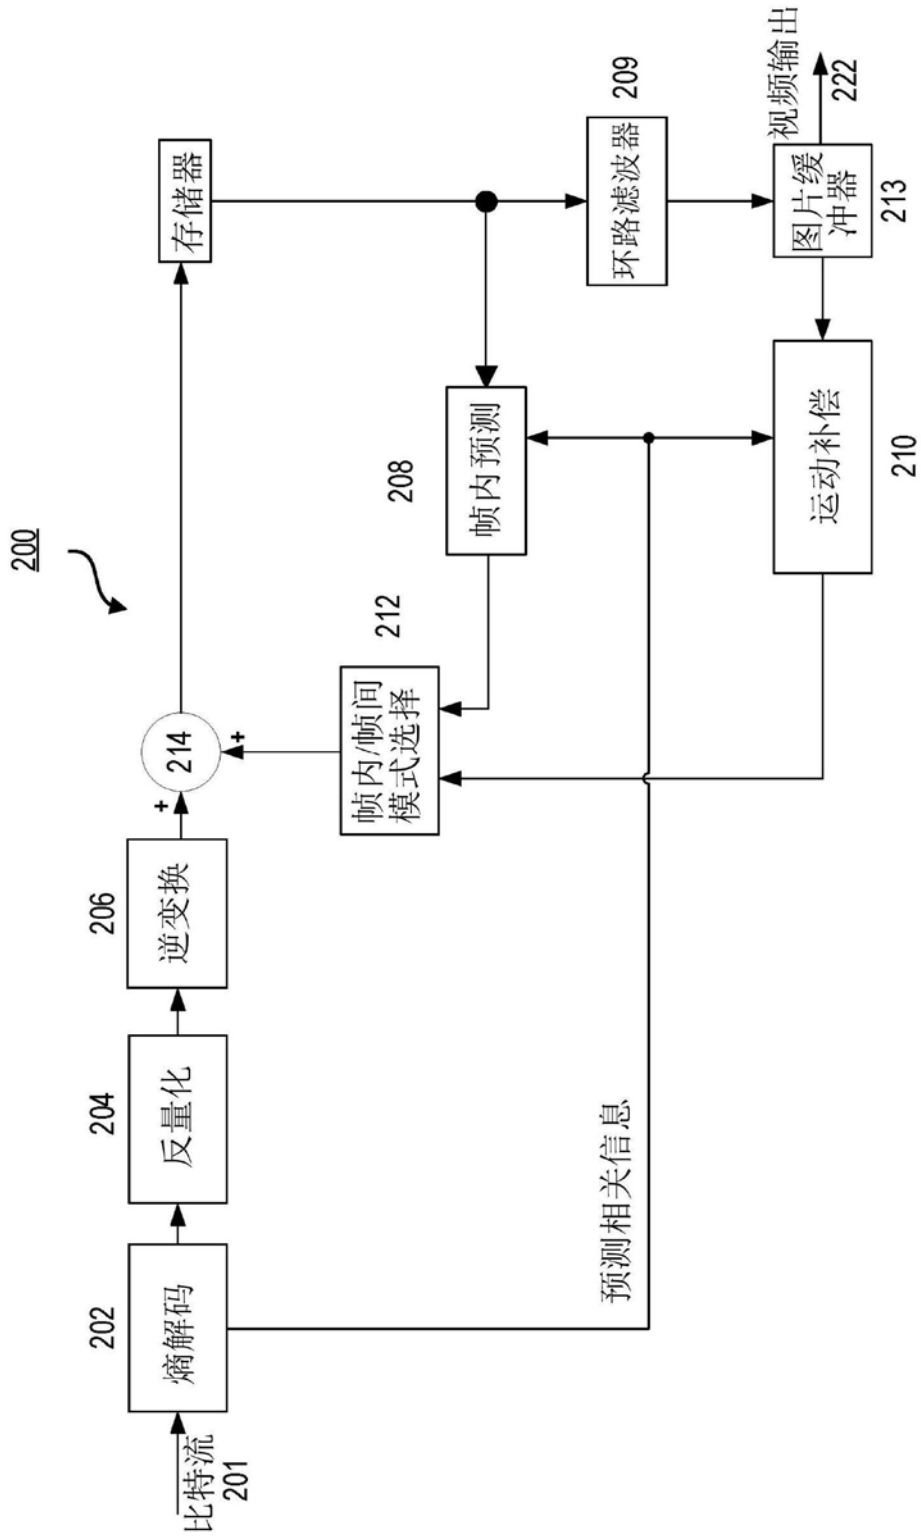 200
比特流
201
202
熵解码
204
反量化
206
逆变换
+
214
+
存储器
212
帧内/帧间
模式选择
208
帧内预测
环路滤波器
209
预测相关信息
运动补偿
210
图片缓
冲器
213
视频输出
222